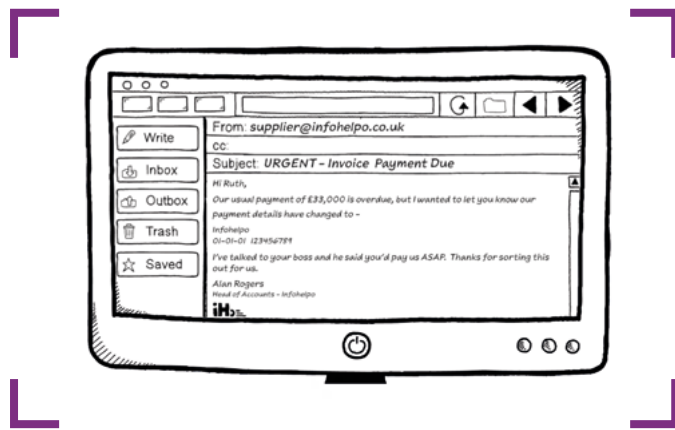 From: supplier@infohelpo.co.uk
cc:
Subject: URGENT - Invoice Payment Due
Write
Inbox
Outbox
Trash
Saved
Hi Ruth,
Our usual payment of £33,000 is overdue, but I wanted to let you know our
payment details have changed to -
Infohelpo
01-01-01 123456789
I've talked to your boss and he said you'd pay us ASAP. Thanks for sorting this
out for us.
Alan Rogers
Head of Accounts - Infohelpo